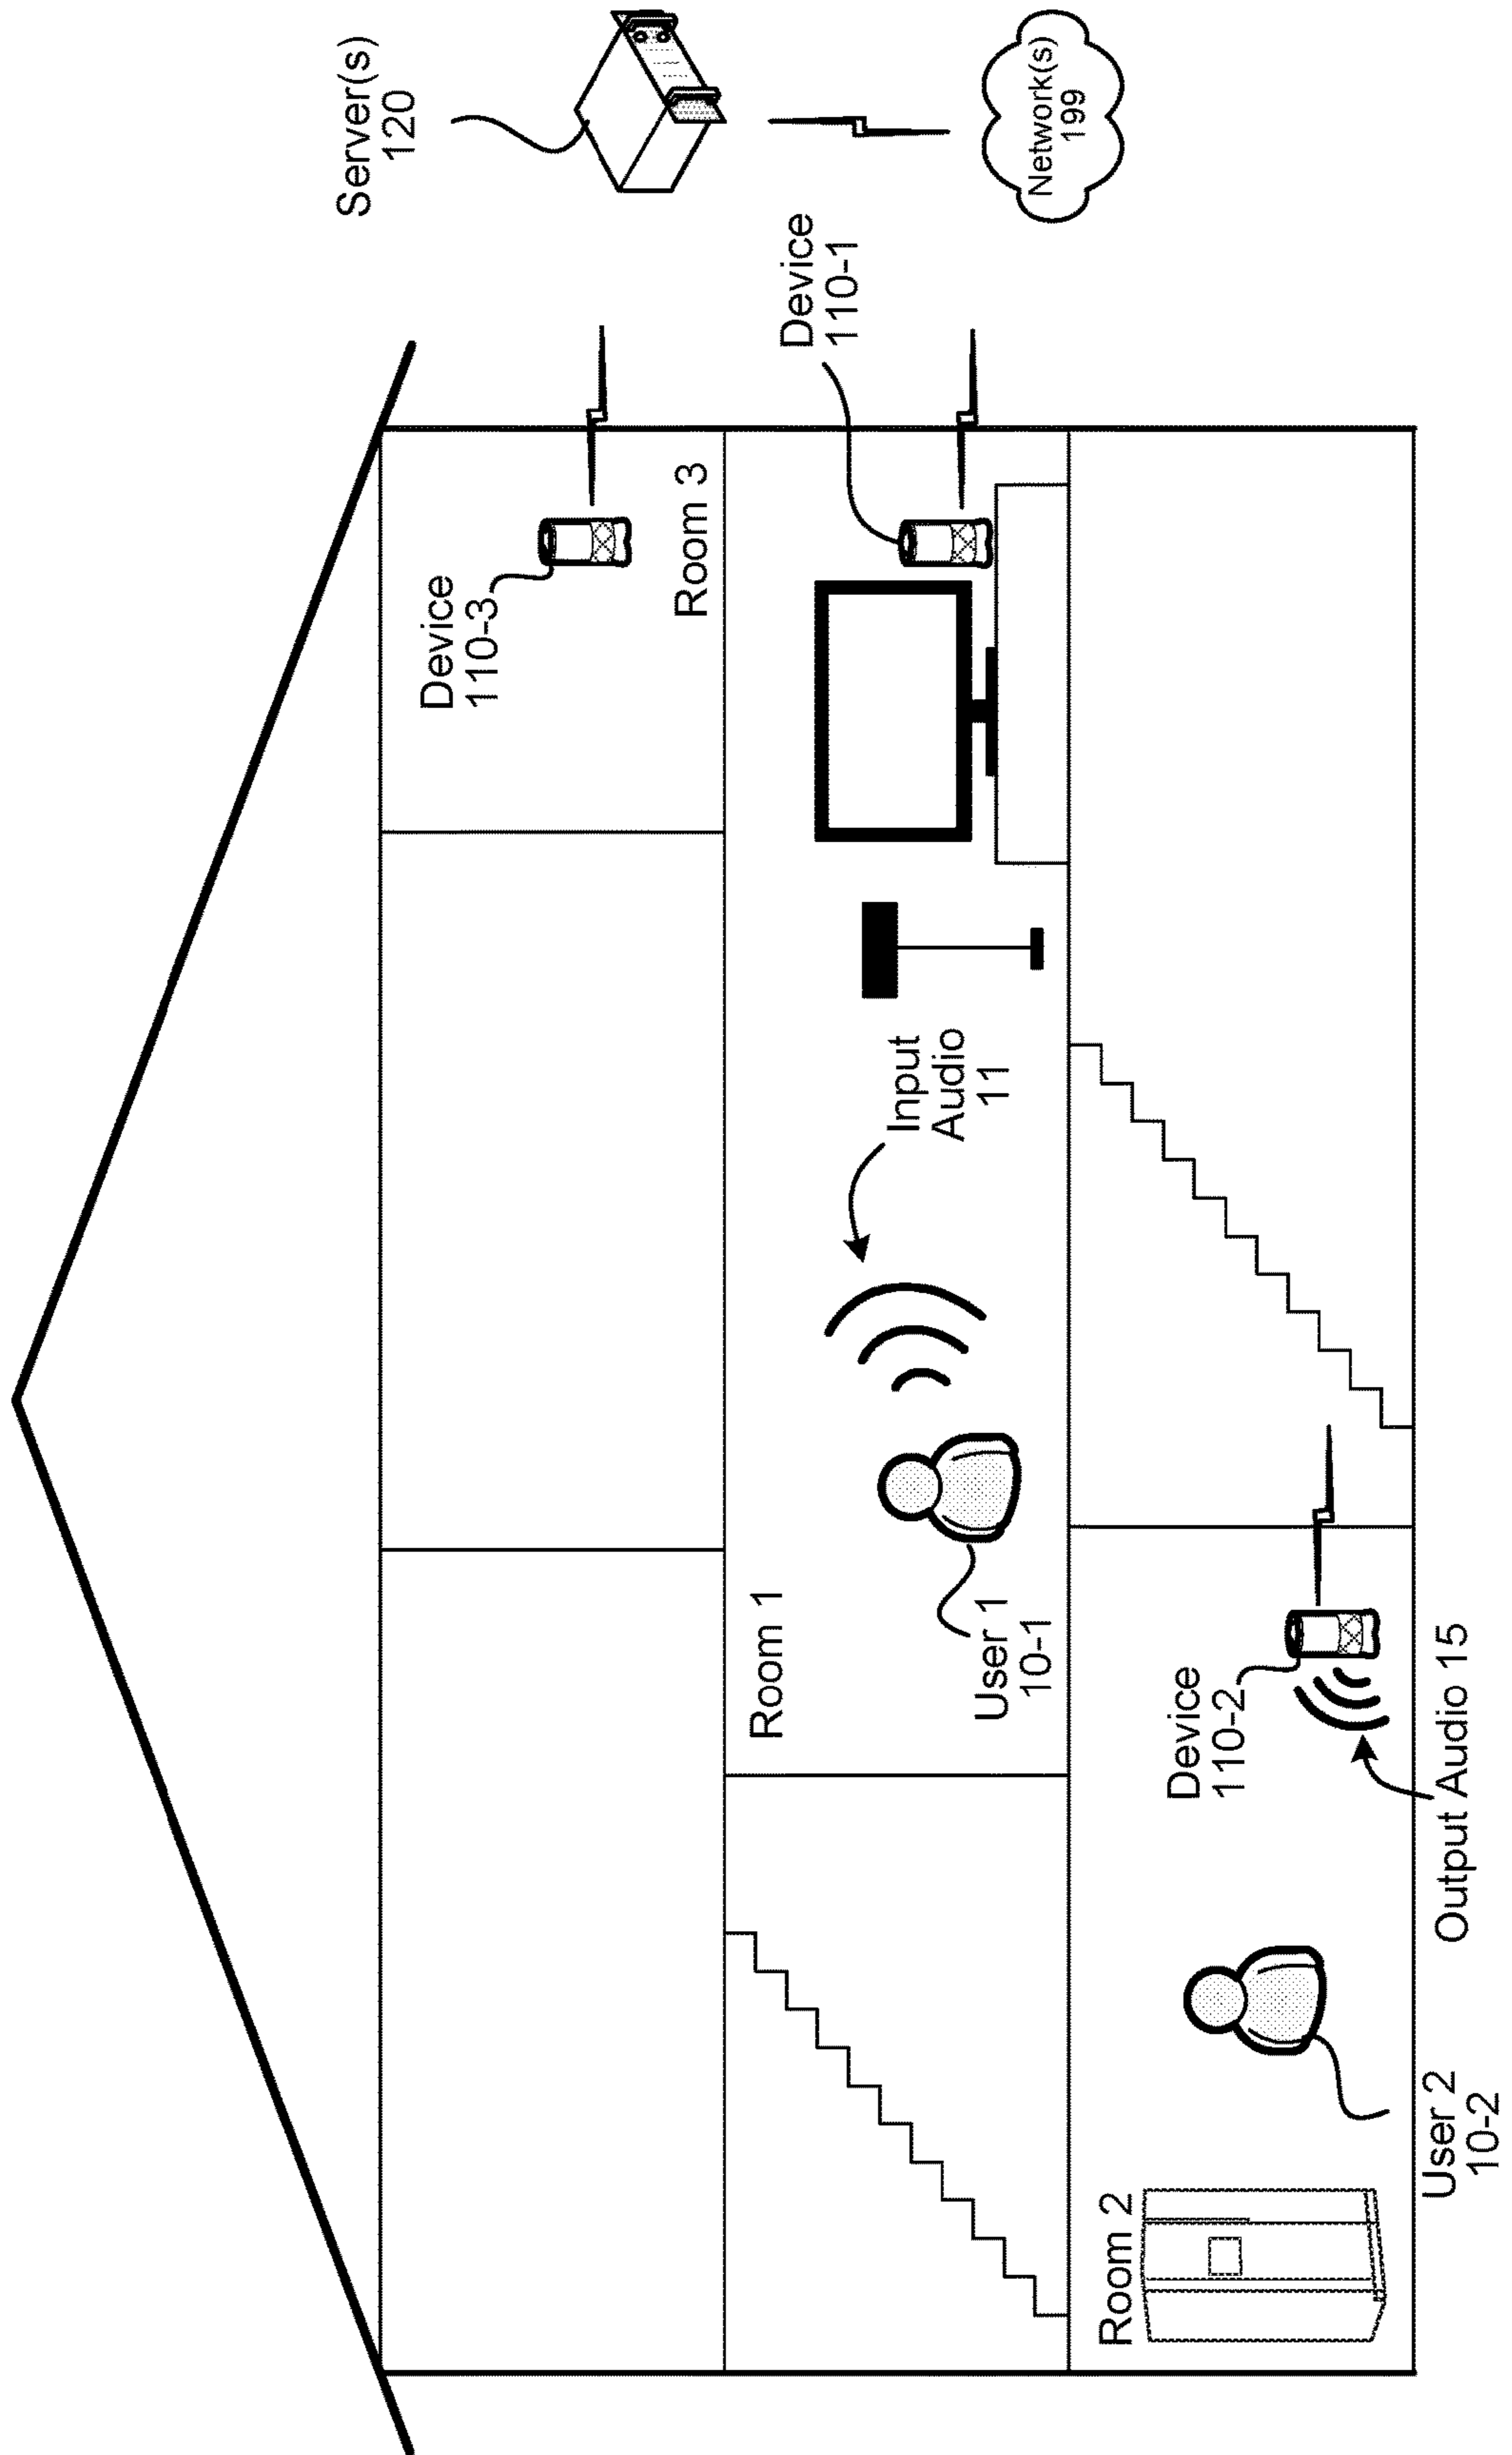 Server(s)
120
Network(s)
199
Device
110-3
Room 3
Device
110-1
Input
Audio
11
Room 1
User 1
10-1
Device
110-2
Output Audio 15
Room 2
User 2
10-2